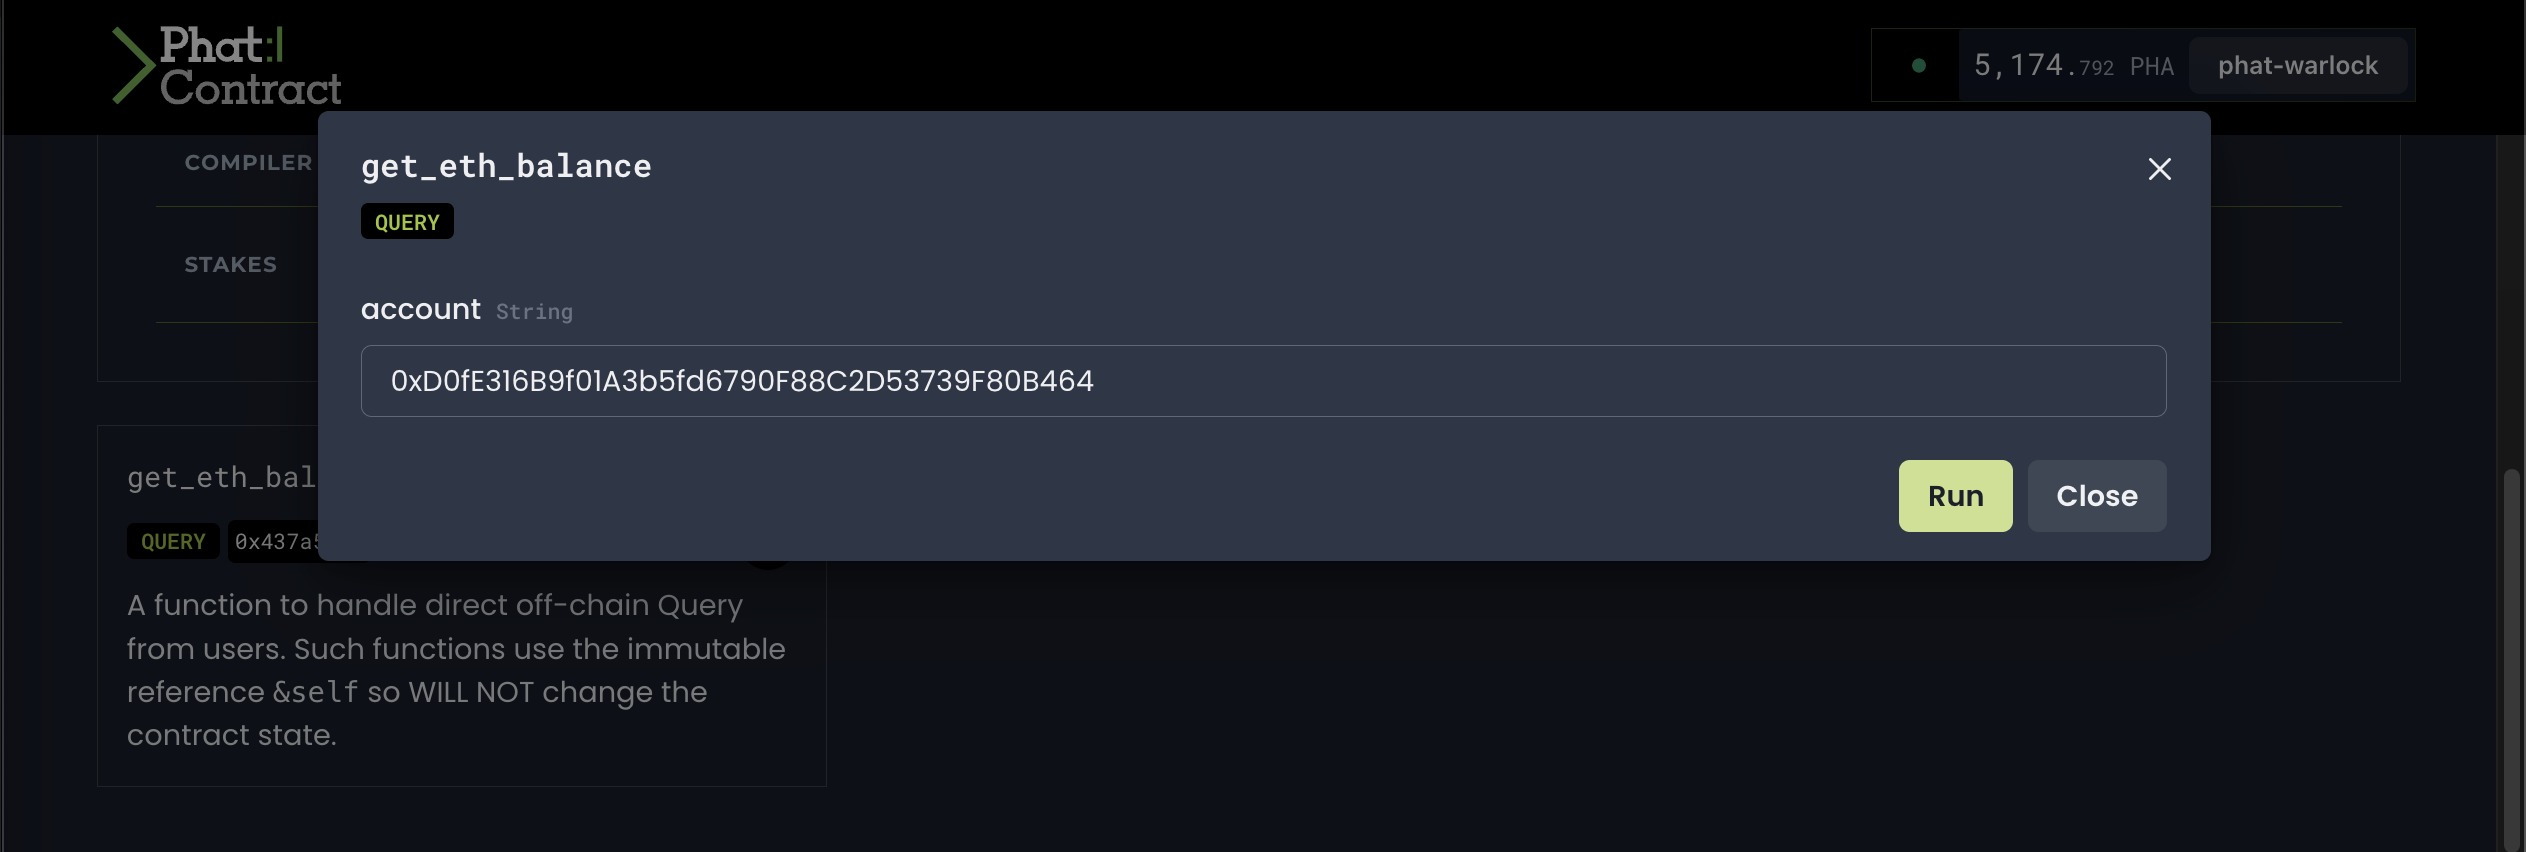 Phat:|
Contract
5,174.792 PHA
phat-warlock
COMPILER
STAKES
get_eth_balance
QUERY
account String
0xD0fE316B9f01A3b5fd6790F88C2D53739F80B464
Run
Close
get_eth_bal
QUERY
0x437a5
A function to handle direct off-chain Query
from users. Such functions use the immutable
reference &self so WILL NOT change the
contract state.